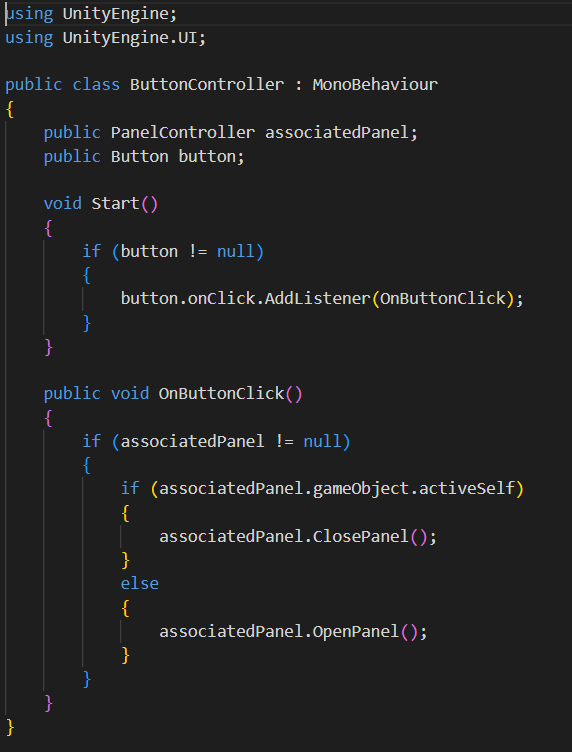 using UnityEngine;
using UnityEngine.UI;
public class ButtonController : MonoBehaviour
{
    public PanelController associatedPanel;
    public Button button;
    void Start()
    {
        if (button != null)
        {
            button.onClick.AddListener(OnButtonClick);
        }
    }
    public void OnButtonClick()
    {
        if (associatedPanel != null)
        {
            if (associatedPanel.gameObject.activeSelf)
            {
                associatedPanel.ClosePanel();
            }
            else
            {
                associatedPanel.OpenPanel();
            }
        }
    }
}